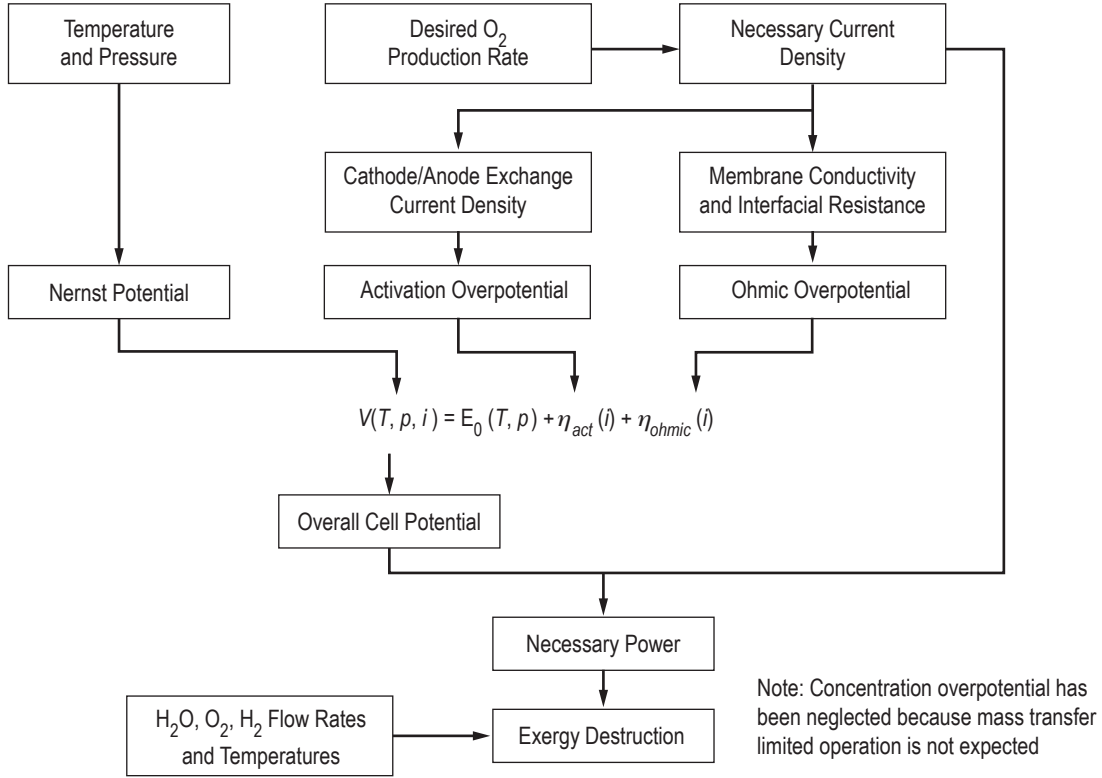 Temperature
and Pressure
Desired O₂
Production Rate
Necessary Current
Density
Cathode/Anode Exchange
Current Density
Membrane Conductivity
and Interfacial Resistance
Nernst Potential
Activation Overpotential
Ohmic Overpotential
V(T, p, i) = E₀ (T, p) + η_act (i) + η_ohmic (i)
Overall Cell Potential
Necessary Power
H₂O, O₂, H₂ Flow Rates
and Temperatures
Exergy Destruction
Note: Concentration overpotential has
been neglected because mass transfer
limited operation is not expected